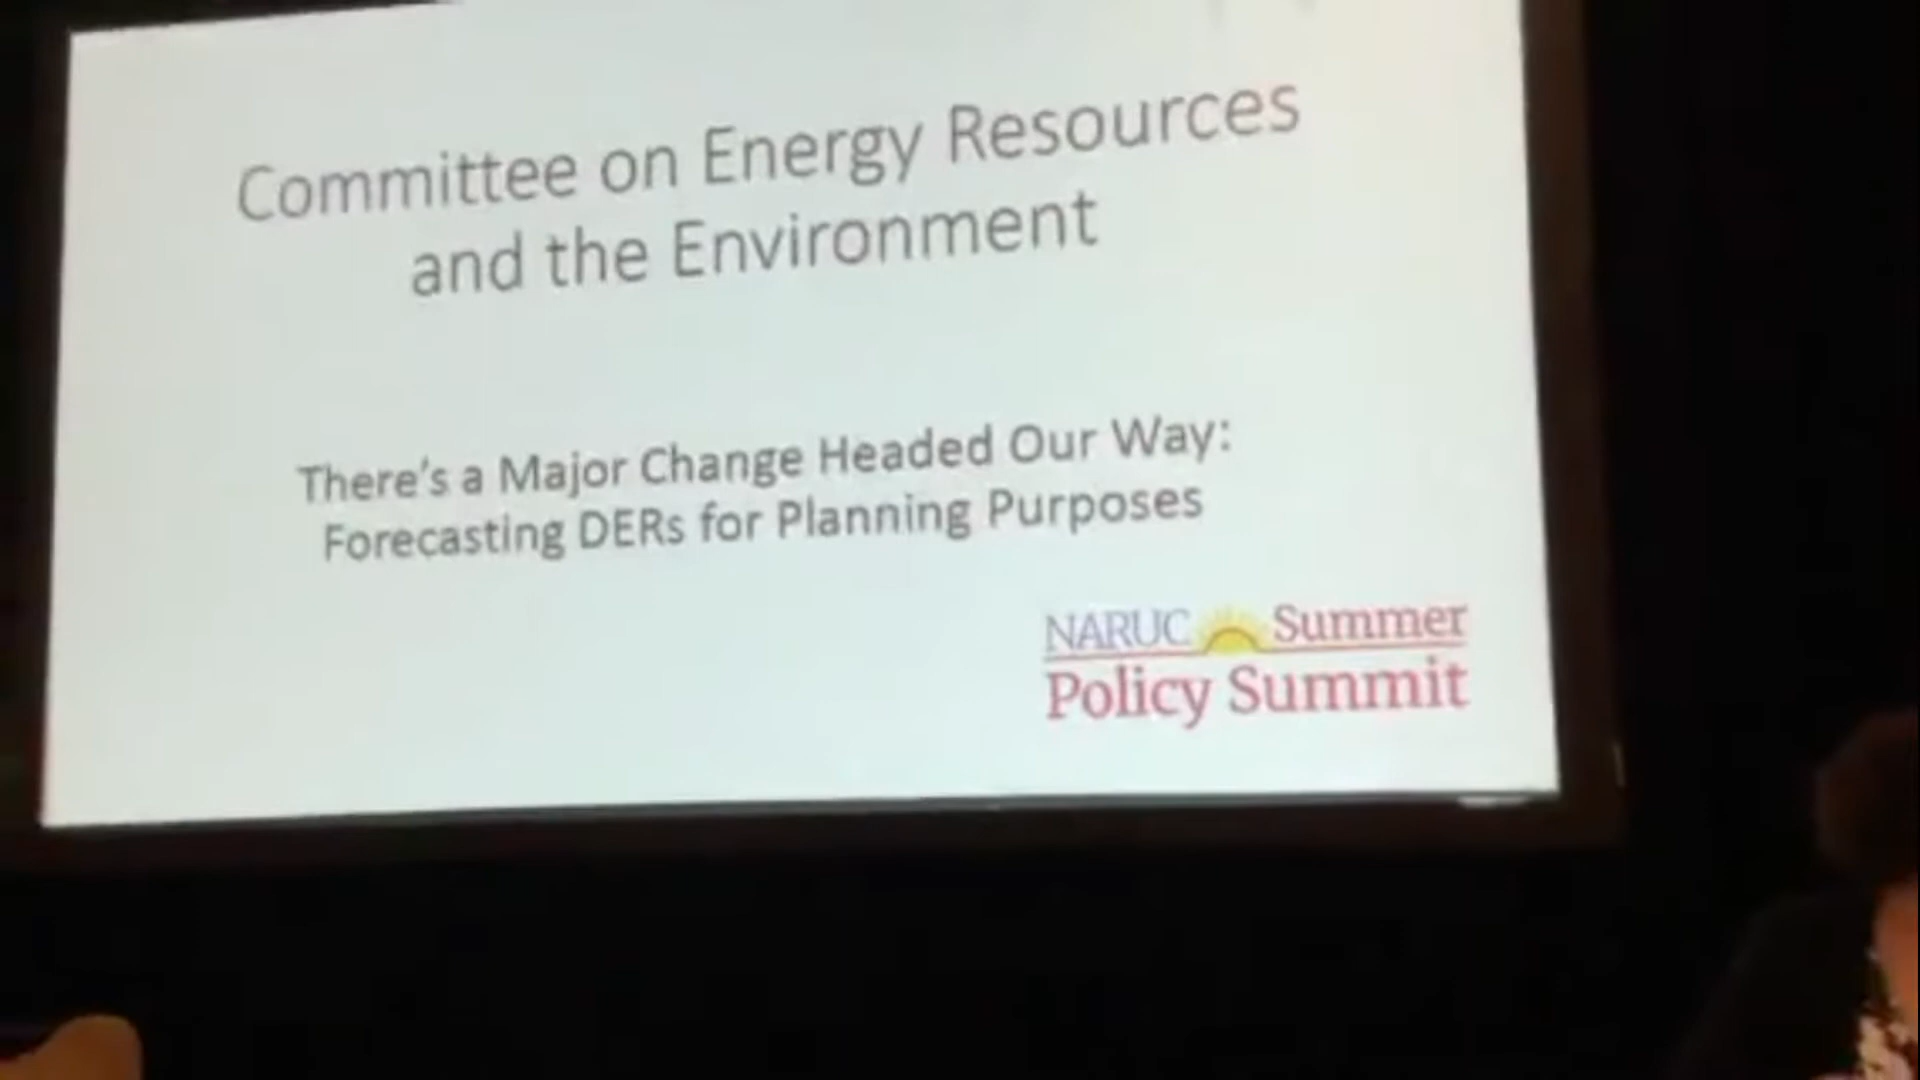 Committee on Energy Resources
and the Environment
There's a Major Change Headed Our Way:
Forecasting DERs for Planning Purposes
NARUC Summer
Policy Summit